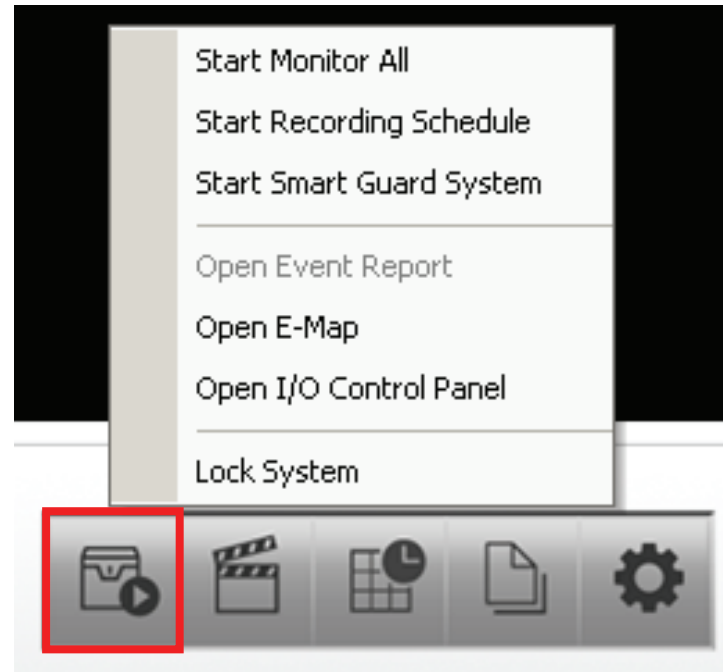 Start Monitor All
Start Recording Schedule
Start Smart Guard System
Open Event Report
Open E-Map
Open I/O Control Panel
Lock System